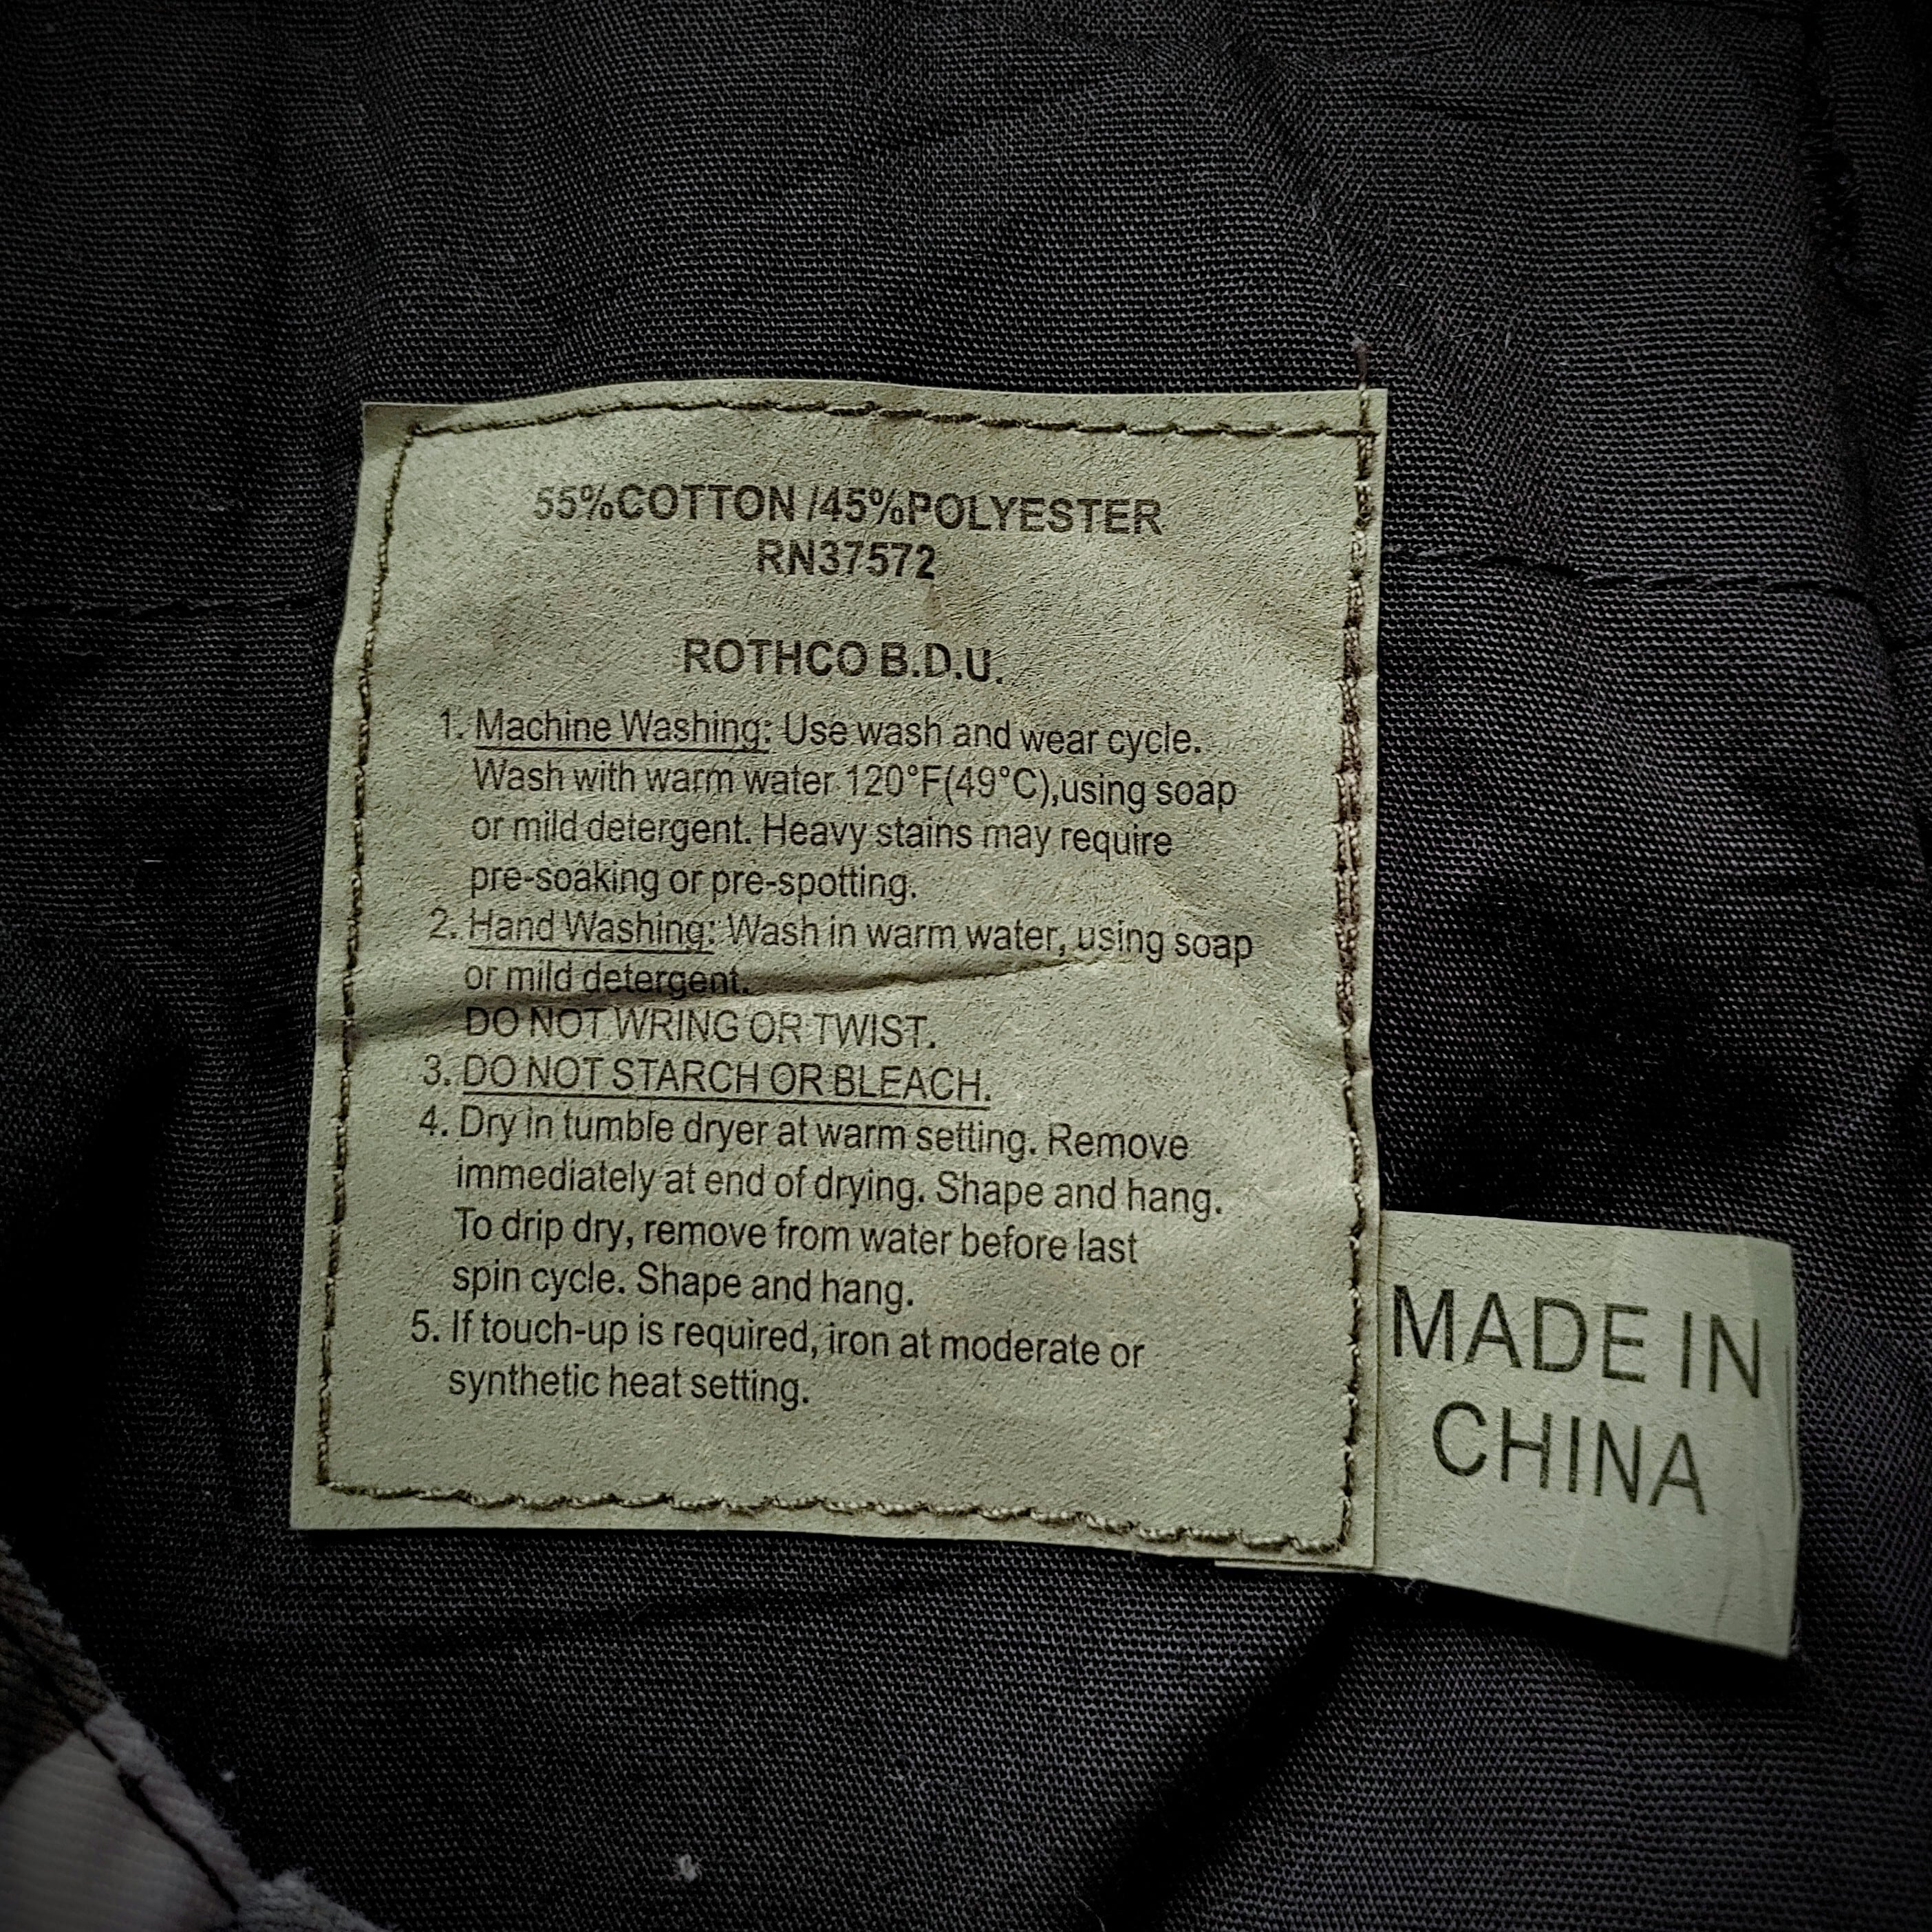 55%COTTON /45%POLYESTER
RN37572
ROTHCO B.D.U.
1. Machine Washing: Use wash and wear cycle.
Wash with warm water 120°F(49°C),using soap
or mild detergent. Heavy stains may require
pre-soaking or pre-spotting.
2. Hand Washing: Wash in warm water, using soap
or mild detergent.
DO NOT WRING OR TWIST.
3. DO NOT STARCH OR BLEACH.
4. Dry in tumble dryer at warm setting. Remove
immediately at end of drying. Shape and hang.
To drip dry, remove from water before last
spin cycle. Shape and hang.
5. If touch-up is required, iron at moderate or
synthetic heat setting.
MADE IN
CHINA